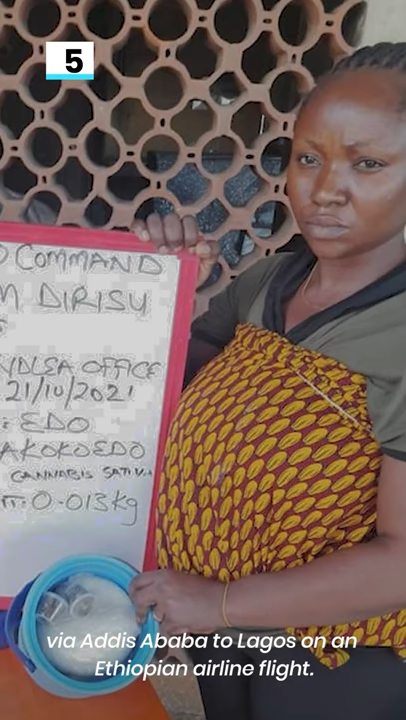 5
COMMAND
DIRISU
NDLEA OFFICE
21/10/2021
: EDO
AKOKOEDO
CANNABIS SATIVA
T: 0.013kg
via Addis Ababa to Lagos on an
Ethiopian airline flight.